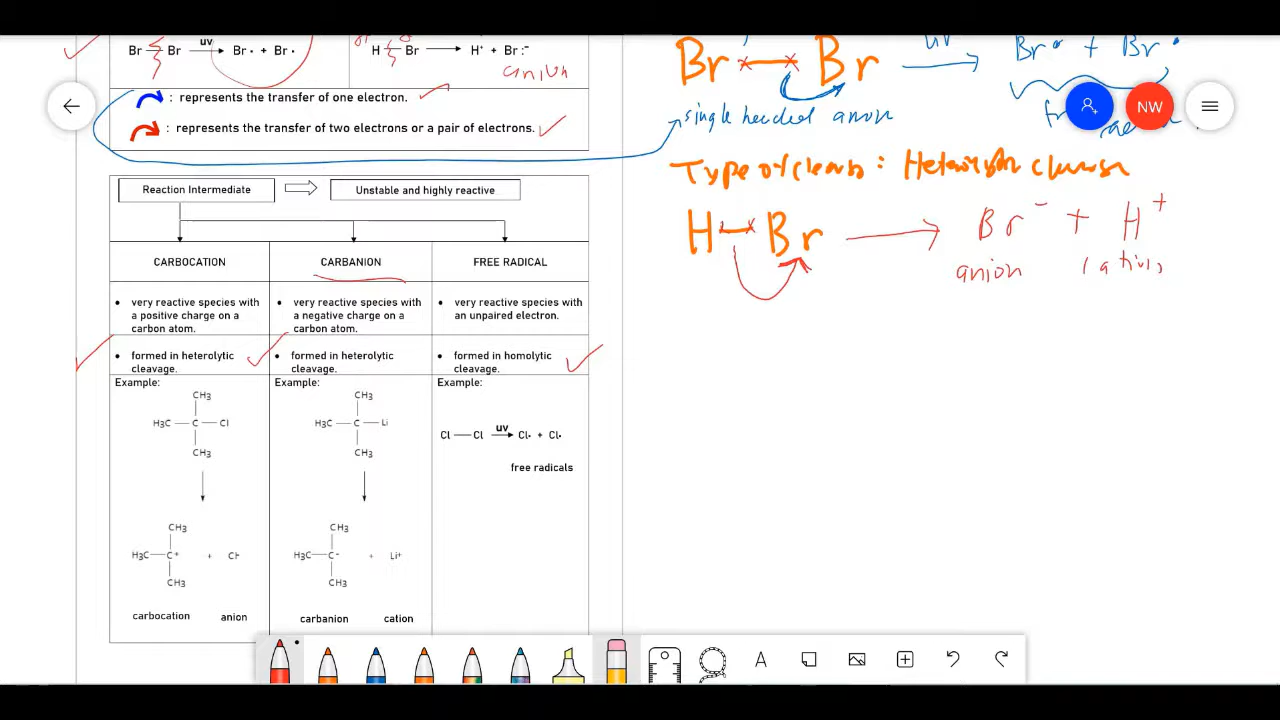 Br Br uv Br• + Br•
H Br H+ + Br:-
anion
: represents the transfer of one electron.
: represents the transfer of two electrons or a pair of electrons.
Reaction Intermediate
Unstable and highly reactive
CARBOCATION
CARBANION
FREE RADICAL
• very reactive species with
a positive charge on a
carbon atom.
• very reactive species with
a negative charge on a
carbon atom.
• very reactive species with
an unpaired electron.
• formed in heterolytic
cleavage.
• formed in heterolytic
cleavage.
• formed in homolytic
cleavage.
Example:
CH3
H3C — C — Cl
CH3
CH3
H3C — C+ + Cl-
CH3
carbocation anion
Example:
CH3
H3C — C — Li
CH3
CH3
H3C — C- + Li+
CH3
carbanion cation
Example:
Cl — Cl uv Cl• + Cl•
free radicals
Br Br uv Br• + Br•
single headed
NW
Type of
H Br Br- + H+
anion
A